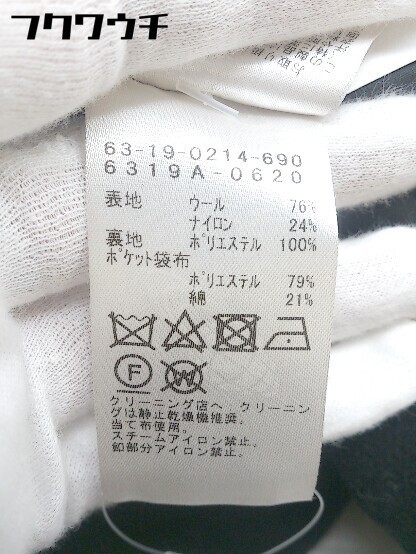 フクワウチ
63-19-0214-690
6319A-0620
表地 ウール 76%
ナイロン 24%
裏地 ポリエステル 100%
ポケット袋布
ポリエステル 79%
綿 21%
F W
クリーニング店へ クリーニン
グは静止乾燥機推奨。
当て布使用。
スチームアイロン禁止。
釦部分アイロン禁止。